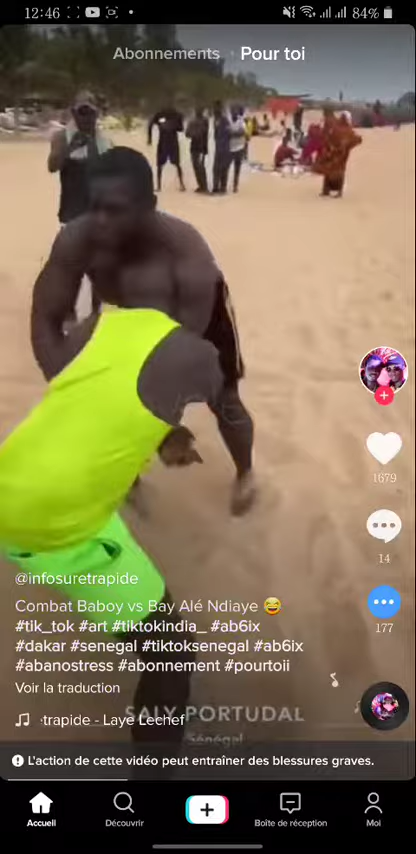 12:46
84%
Abonnements
Pour toi
1679
14
177
@infosuretrapide
Combat Baboy vs Bay Alé Ndiaye 😂
#tik_tok #art #tiktokindia_ #ab6ix
#dakar #senegal #tiktoksenegal #ab6ix
#abanostress #abonnement #pourtoii
Voir la traduction
SALY PORTUDAL
Sénégal
trapide - Laye Lechef
L'action de cette vidéo peut entraîner des blessures graves.
Accueil
Découvrir
Boîte de réception
Moi